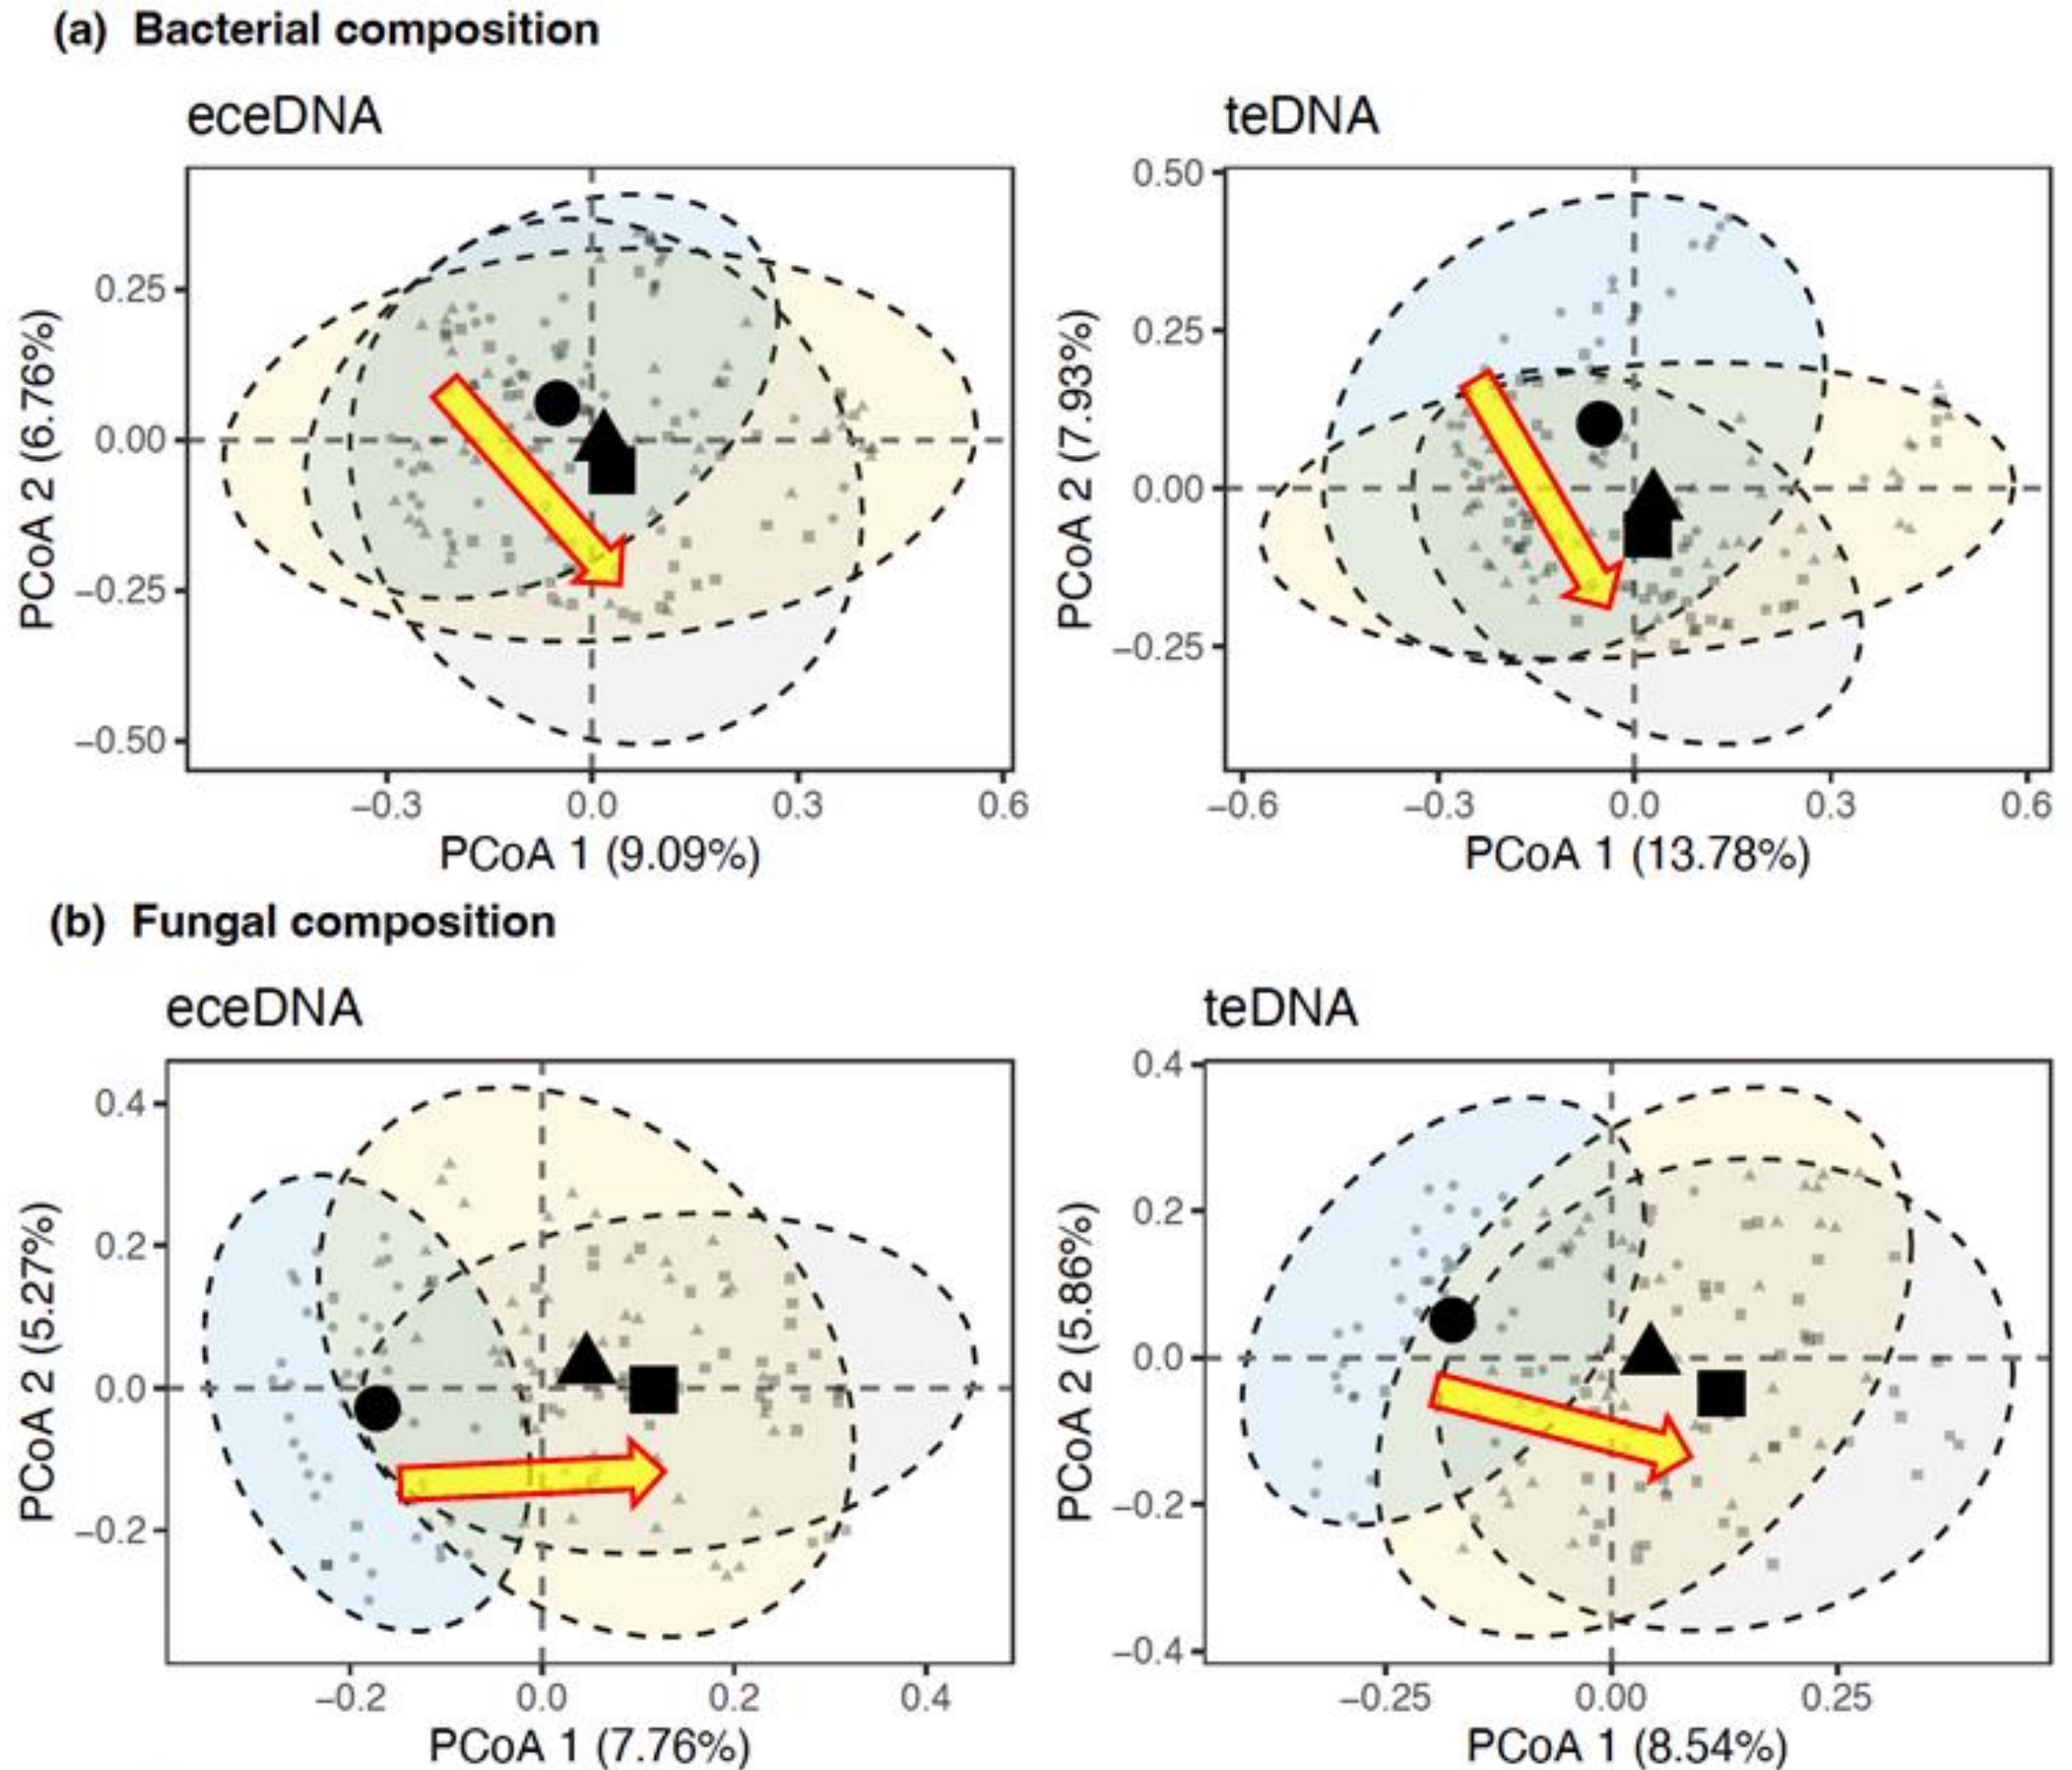 (a) Bacterial composition
eceDNA
PCoA 2 (6.76%)
0.25
0.00
−0.25
−0.50
−0.3 0.0 0.3 0.6
PCoA 1 (9.09%)
teDNA
PCoA 2 (7.93%)
0.50
0.25
0.00
−0.25
−0.6 −0.3 0.0 0.3 0.6
PCoA 1 (13.78%)
(b) Fungal composition
eceDNA
PCoA 2 (5.27%)
0.4
0.2
0.0
−0.2
−0.2 0.0 0.2 0.4
PCoA 1 (7.76%)
teDNA
PCoA 2 (5.86%)
0.4
0.2
0.0
−0.2
−0.4
−0.25 0.00 0.25
PCoA 1 (8.54%)